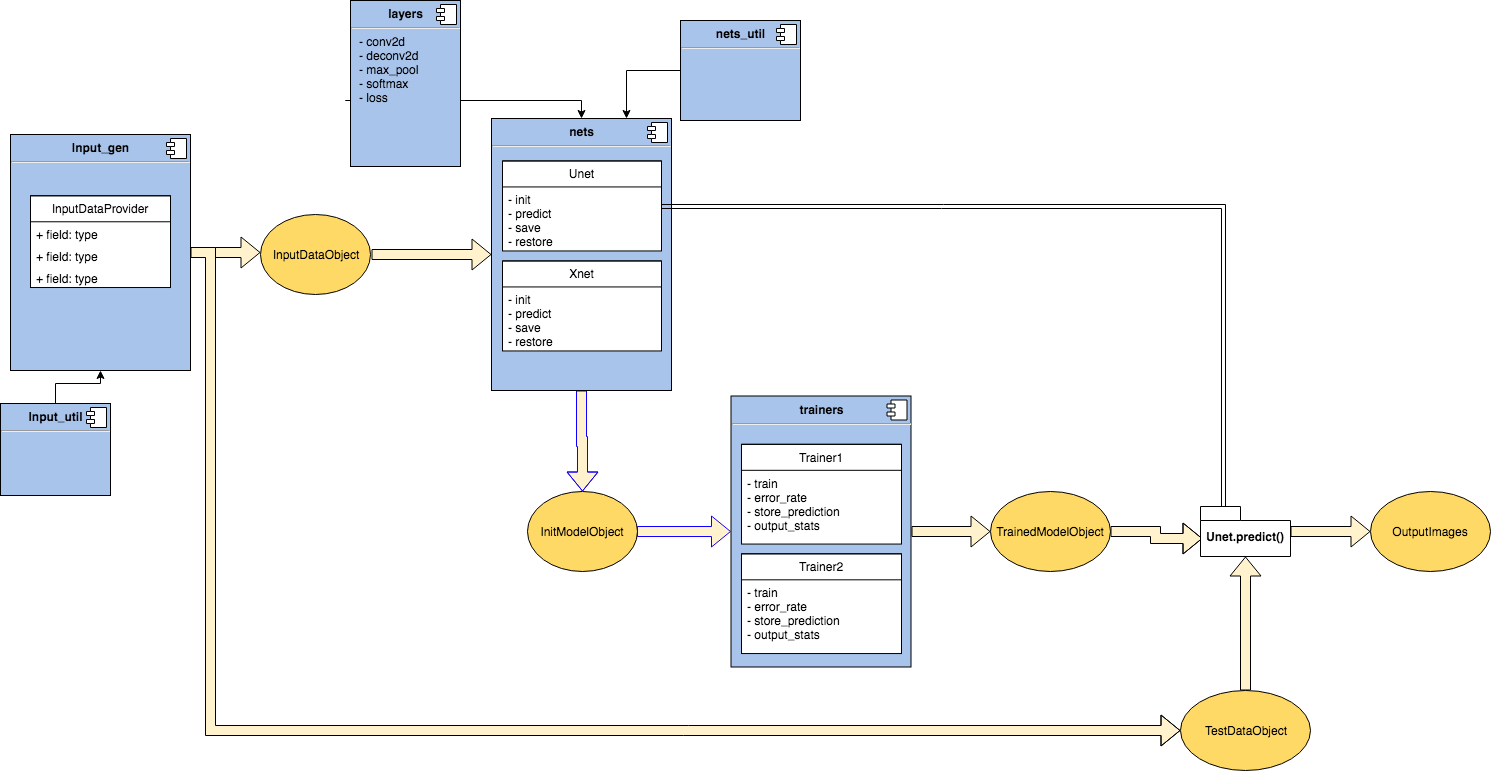 layers
- conv2d
- deconv2d
- max_pool
- softmax
- loss
nets_util
Input_gen
InputDataProvider
+ field: type
+ field: type
+ field: type
Input_util
InputDataObject
nets
Unet
- init
- predict
- save
- restore
Xnet
- init
- predict
- save
- restore
InitModelObject
trainers
Trainer1
- train
- error_rate
- store_prediction
- output_stats
Trainer2
- train
- error_rate
- store_prediction
- output_stats
TrainedModelObject
Unet.predict()
OutputImages
TestDataObject